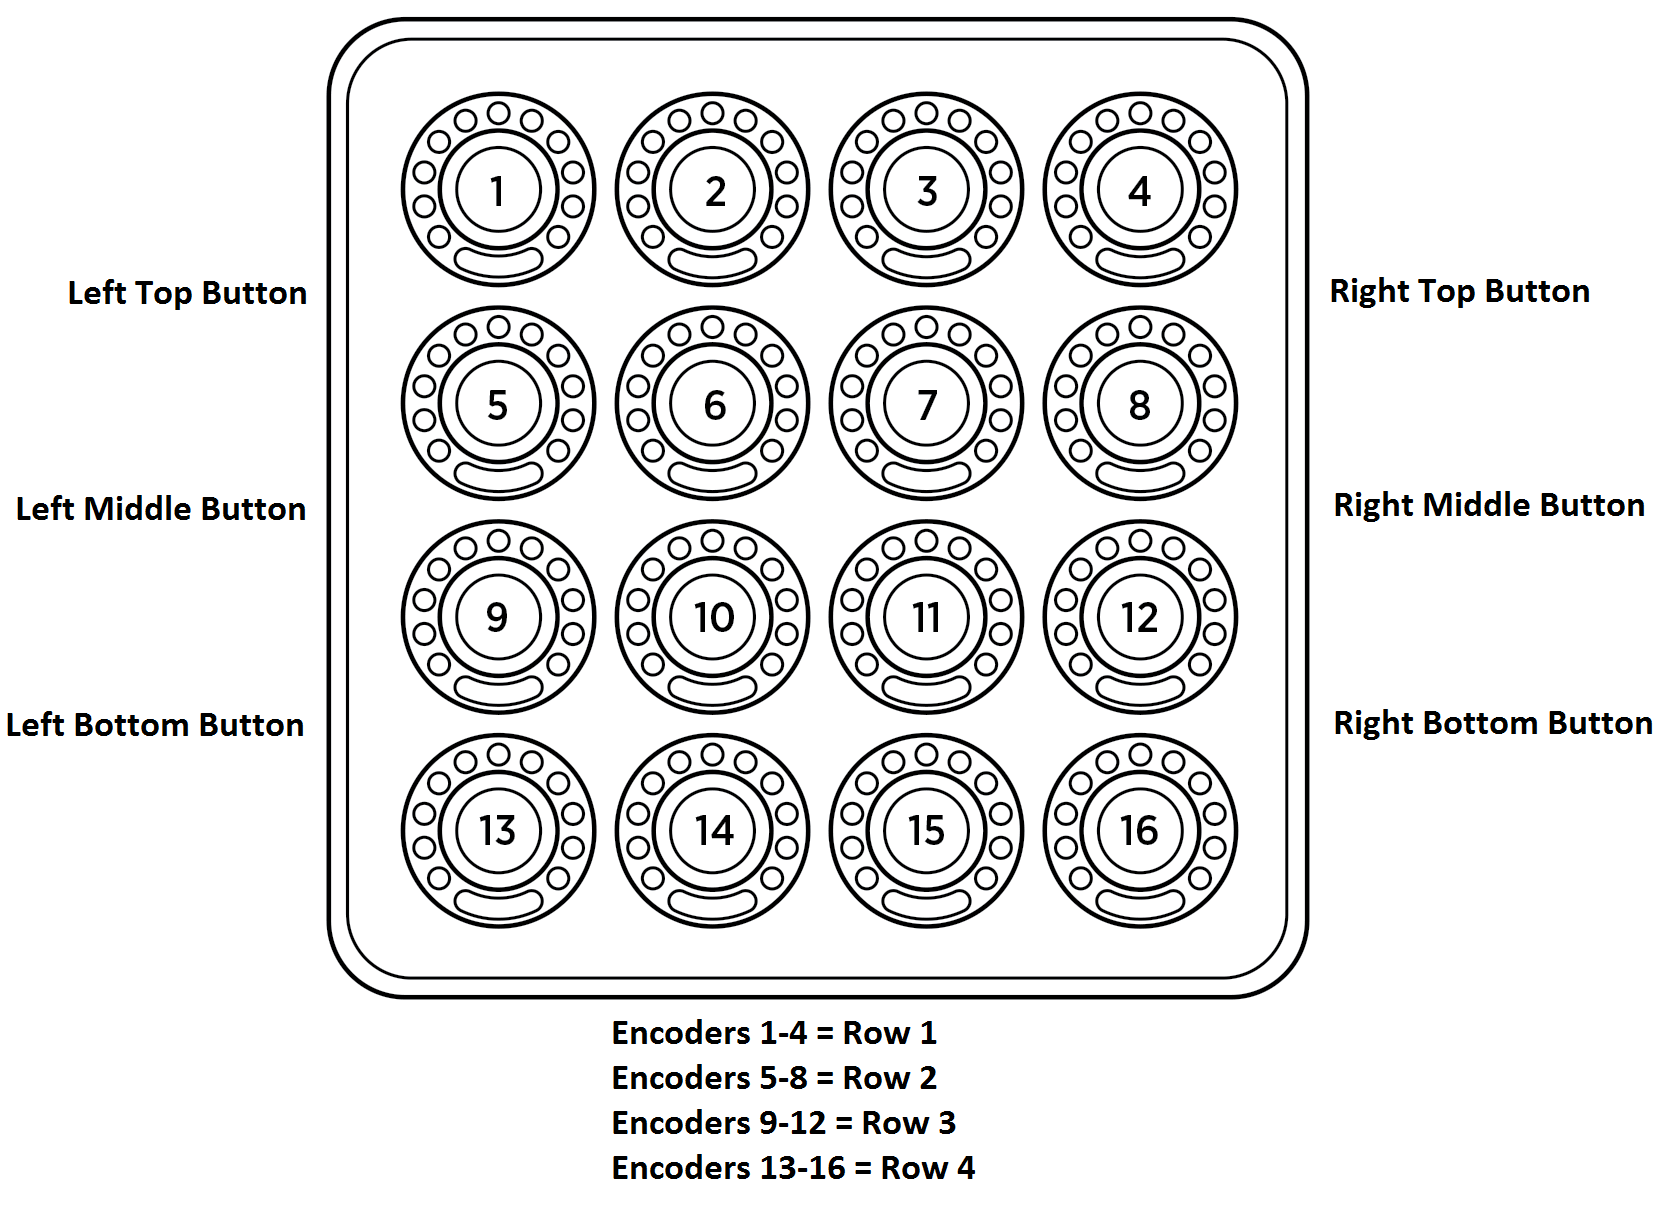 1 2 3 4
Left Top Button Right Top Button
5 6 7 8
Left Middle Button Right Middle Button
9 10 11 12
Left Bottom Button Right Bottom Button
13 14 15 16
Encoders 1-4 = Row 1
Encoders 5-8 = Row 2
Encoders 9-12 = Row 3
Encoders 13-16 = Row 4